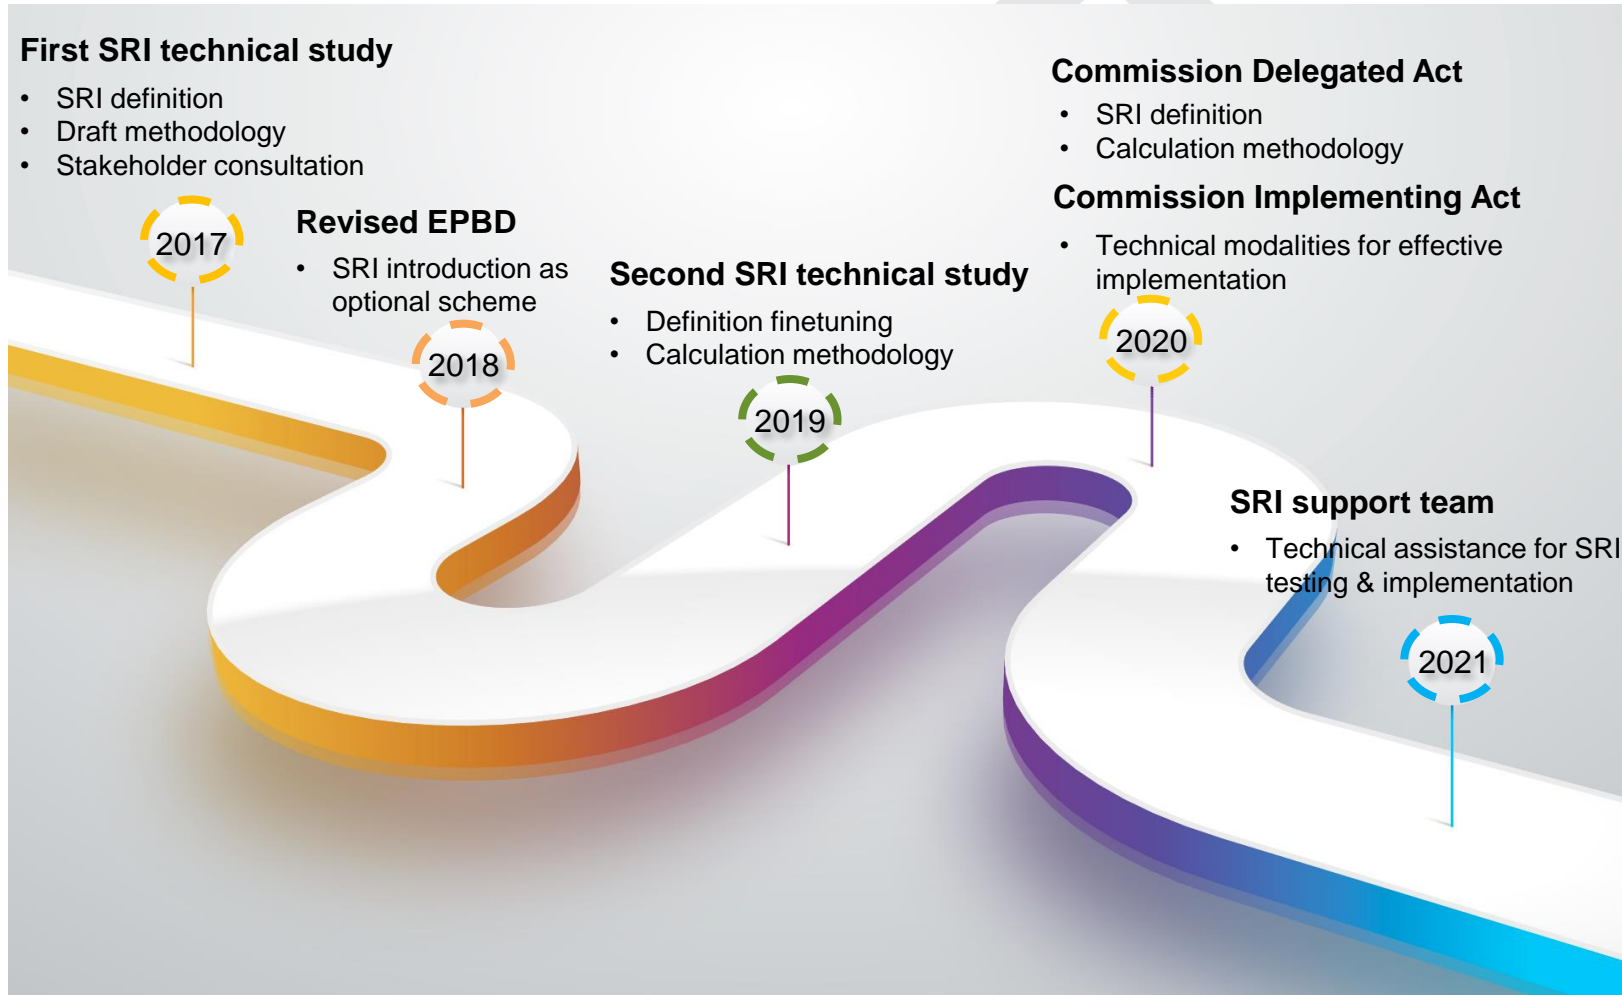 First SRI technical study
• SRI definition
• Draft methodology
• Stakeholder consultation
2017
Revised EPBD
• SRI introduction as
optional scheme
2018
Second SRI technical study
• Definition finetuning
• Calculation methodology
2019
Commission Delegated Act
• SRI definition
• Calculation methodology
Commission Implementing Act
• Technical modalities for effective
implementation
2020
SRI support team
• Technical assistance for SRI
testing & implementation
2021